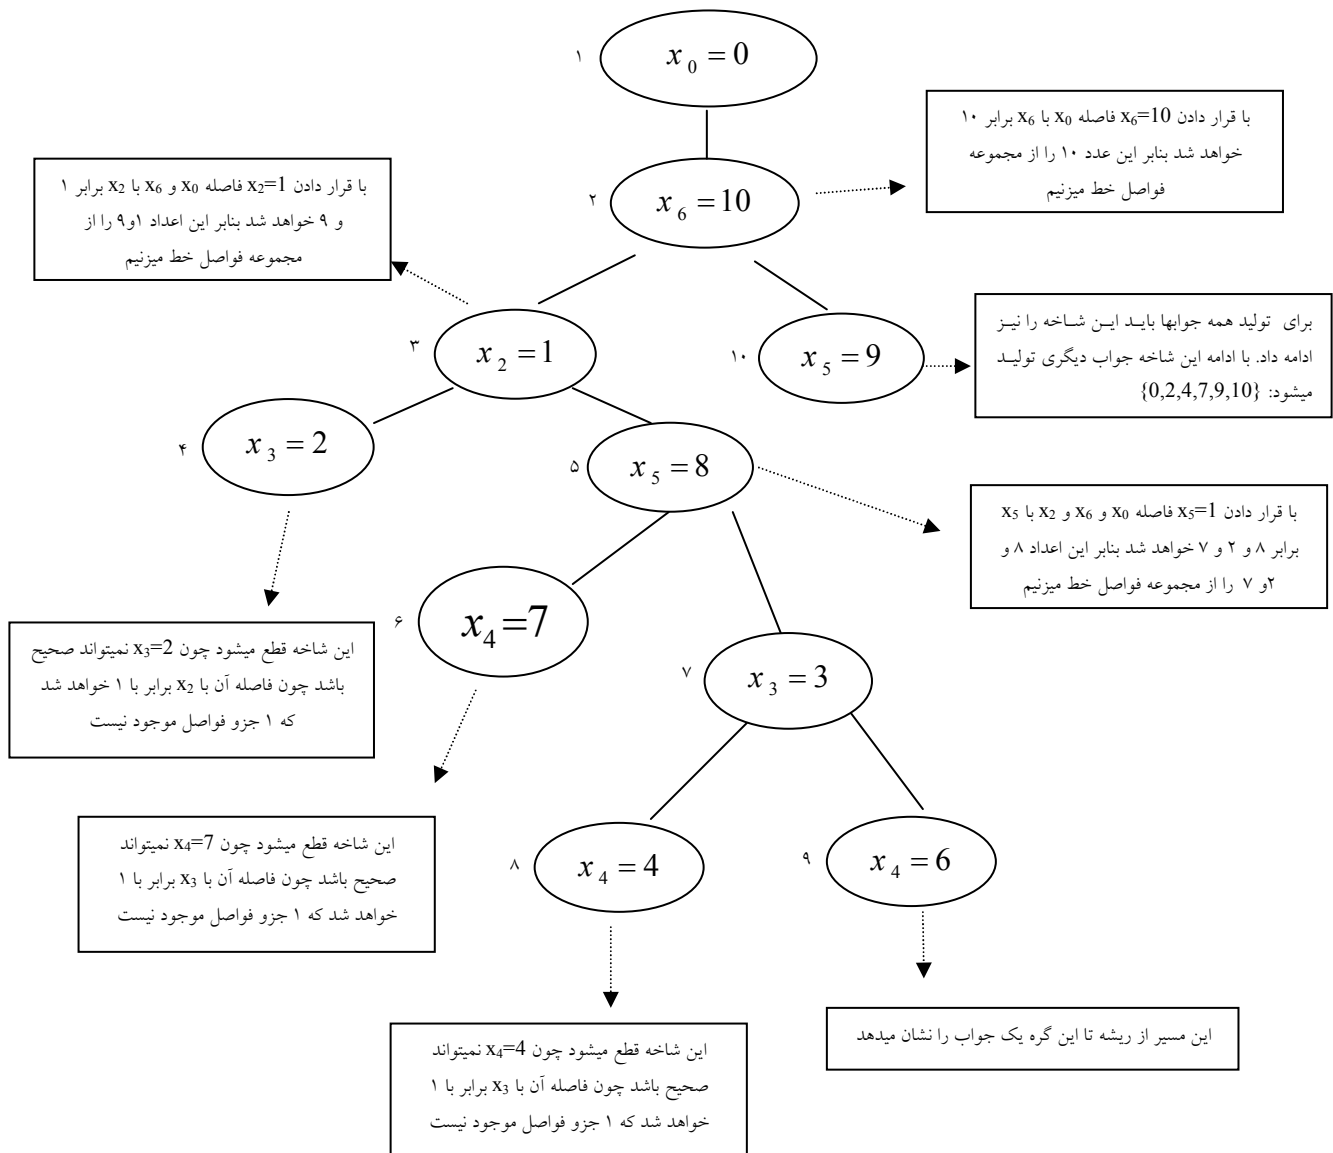 ۱
x₀ = 0
با قرار دادن x₆=10 فاصله x₀ با x₆ برابر ۱۰
خواهد شد بنابر این عدد ۱۰ را از مجموعه
فواصل خط میزنیم
۲
x₆ = 10
با قرار دادن x₂=1 فاصله x₀ و x₆ با x₂ برابر ۱
و ۹ خواهد شد بنابر این اعداد ۱و۹ را از
مجموعه فواصل خط میزنیم
۳
x₂ = 1
۱۰
x₅ = 9
برای تولید همه جوابها بایـد ایـن شـاخه را نیـز
ادامه داد. با ادامه این شاخه جواب دیگری تولیـد
میشود: {0,2,4,7,9,10}
۴
x₃ = 2
۵
x₅ = 8
با قرار دادن x₅=1 فاصله x₀ و x₆ و x₂ با x₅
برابر ۸ و ۲ و ۷ خواهد شد بنابر این اعداد ۸ و
۲و ۷ را از مجموعه فواصل خط میزنیم
۶
x₄=7
۷
x₃ = 3
این شاخه قطع میشود چون x₃=2 نمیتواند صحیح
باشد چون فاصله آن با x₂ برابر با ۱ خواهد شد
که ۱ جزو فواصل موجود نیست
این شاخه قطع میشود چون x₄=7 نمیتواند
صحیح باشد چون فاصله آن با x₃ برابر با ۱
خواهد شد که ۱ جزو فواصل موجود نیست
۸
x₄ = 4
۹
x₄ = 6
این شاخه قطع میشود چون x₄=4 نمیتواند
صحیح باشد چون فاصله آن با x₃ برابر با ۱
خواهد شد که ۱ جزو فواصل موجود نیست
این مسیر از ریشه تا این گره یک جواب را نشان میدهد